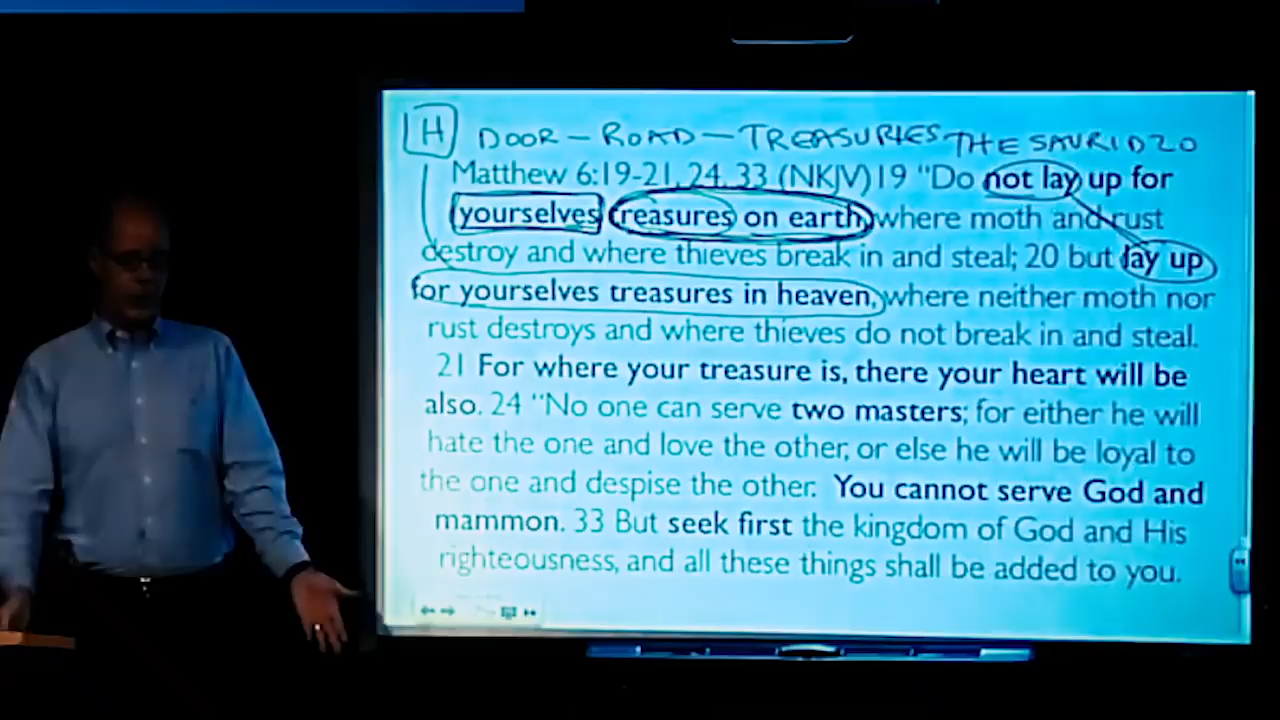 H DOOR - ROAD - TREASURIES THE SAURIDZO
Matthew 6:19-21, 24, 33 (NKJV) 19 "Do not lay up for
yourselves treasures on earth, where moth and rust
destroy and where thieves break in and steal; 20 but lay up
for yourselves treasures in heaven, where neither moth nor
rust destroys and where thieves do not break in and steal.
21 For where your treasure is, there your heart will be
also. 24 "No one can serve two masters; for either he will
hate the one and love the other, or else he will be loyal to
the one and despise the other. You cannot serve God and
mammon. 33 But seek first the kingdom of God and His
righteousness, and all these things shall be added to you.